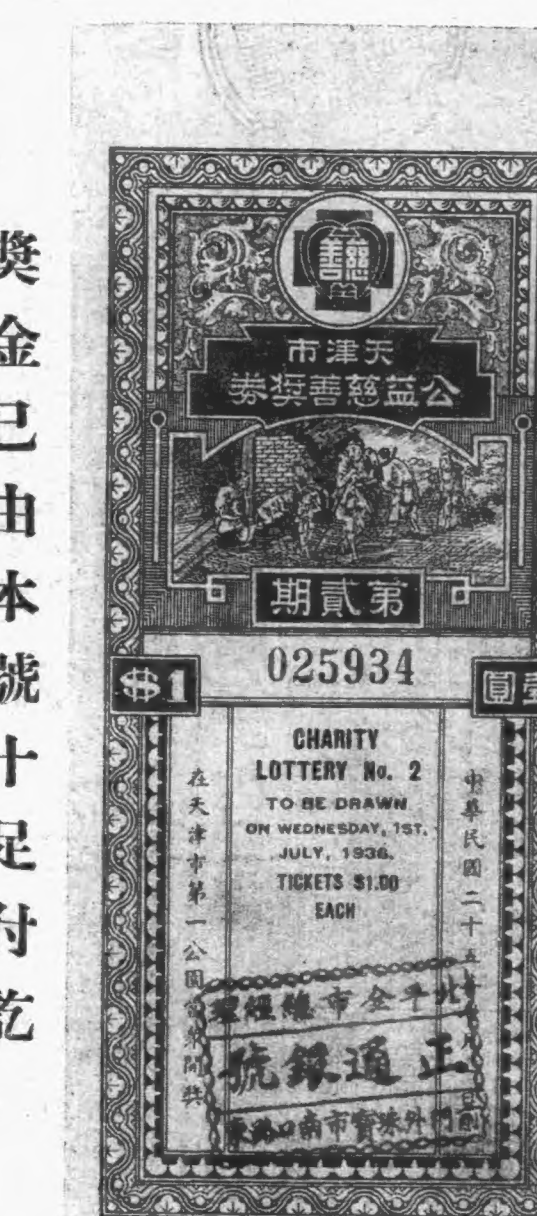 獎金已由本號十足付訖
慈善
天津市
公益慈善獎券
第貳期
025934
壹圓
$1
CHARITY
LOTTERY No. 2
TO BE DRAWN
ON WEDNESDAY, 1ST.
JULY, 1936.
TICKETS $1.00
EACH
中華民國二十五
在天津市第一公園當眾開獎
北平全市總經理
正通銀號
前門外珠寶市南口路東